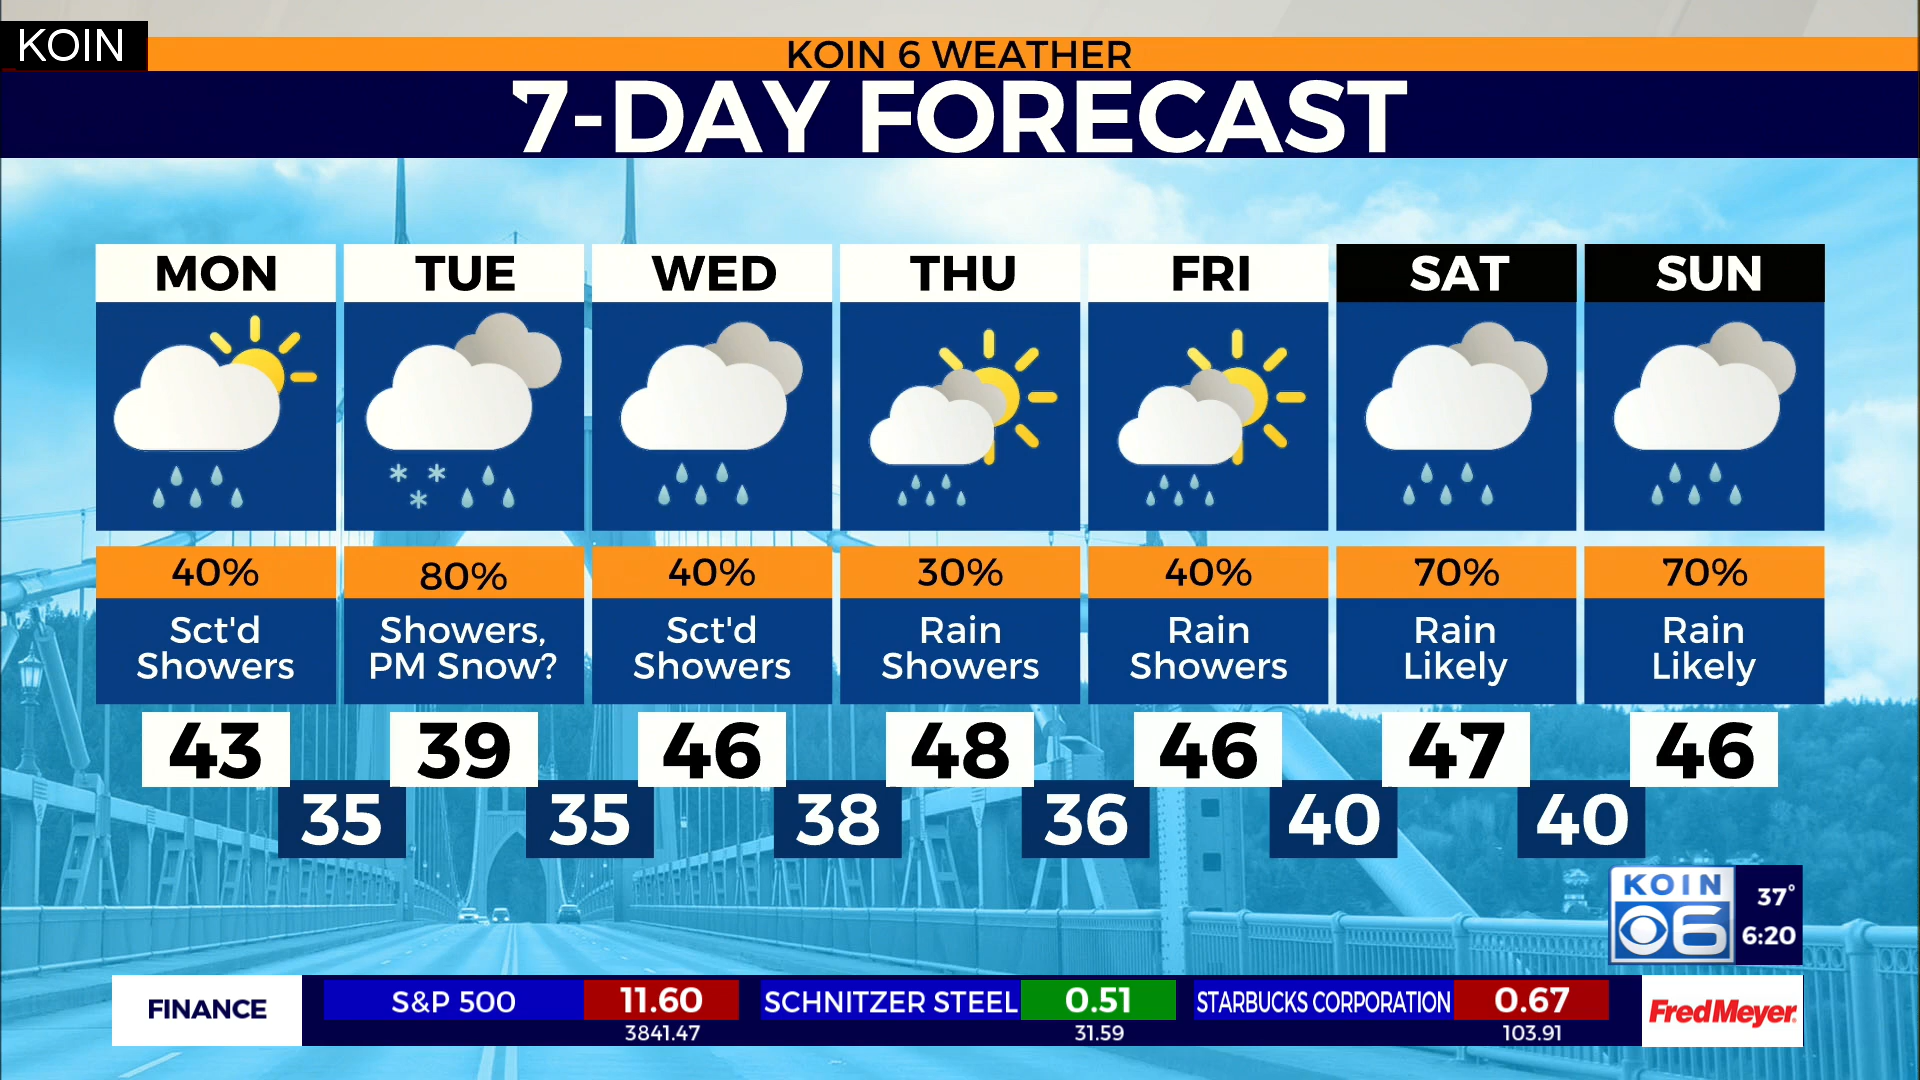 KOIN
KOIN 6 WEATHER
7-DAY FORECAST
MON TUE WED THU FRI SAT SUN
40% 80% 40% 30% 40% 70% 70%
Sct'd Showers, Sct'd Rain Rain Rain Rain
Showers PM Snow? Showers Showers Showers Likely Likely
43 39 46 48 46 47 46
35 35 38 36 40 40
KOIN 37°
6 6:20
FINANCE S&P 500 11.60 SCHNITZER STEEL 0.51 STARBUCKS CORPORATION 0.67 Fred Meyer
3841.47 31.59 103.91